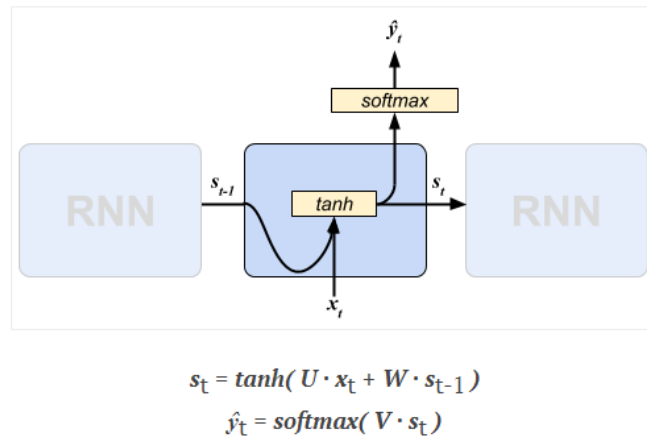 ŷt
softmax
st-1
st
RNN
tanh
RNN
xt
st = tanh( U · xt + W · st-1 )
ŷt = softmax( V · st )